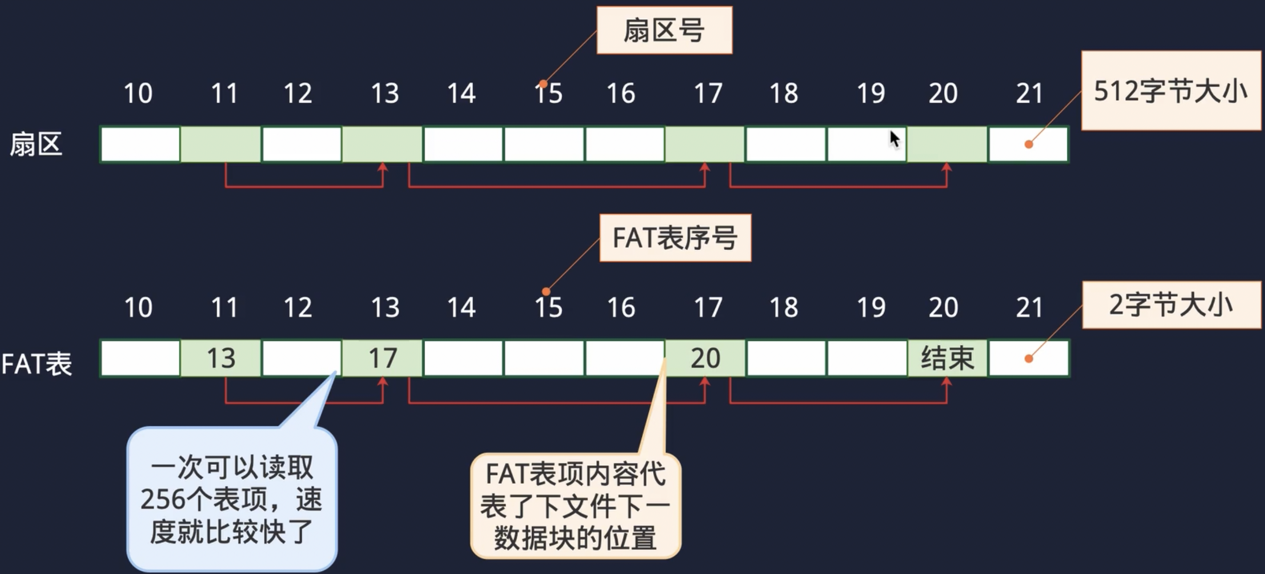 扇区号
10 11 12 13 14 15 16 17 18 19 20 21
512字节大小
扇区
FAT表序号
10 11 12 13 14 15 16 17 18 19 20 21
2字节大小
FAT表
13 17 20 结束
一次可以读取
256个表项，速
度就比较快了
FAT表项内容代
表了下文件下一
数据块的位置